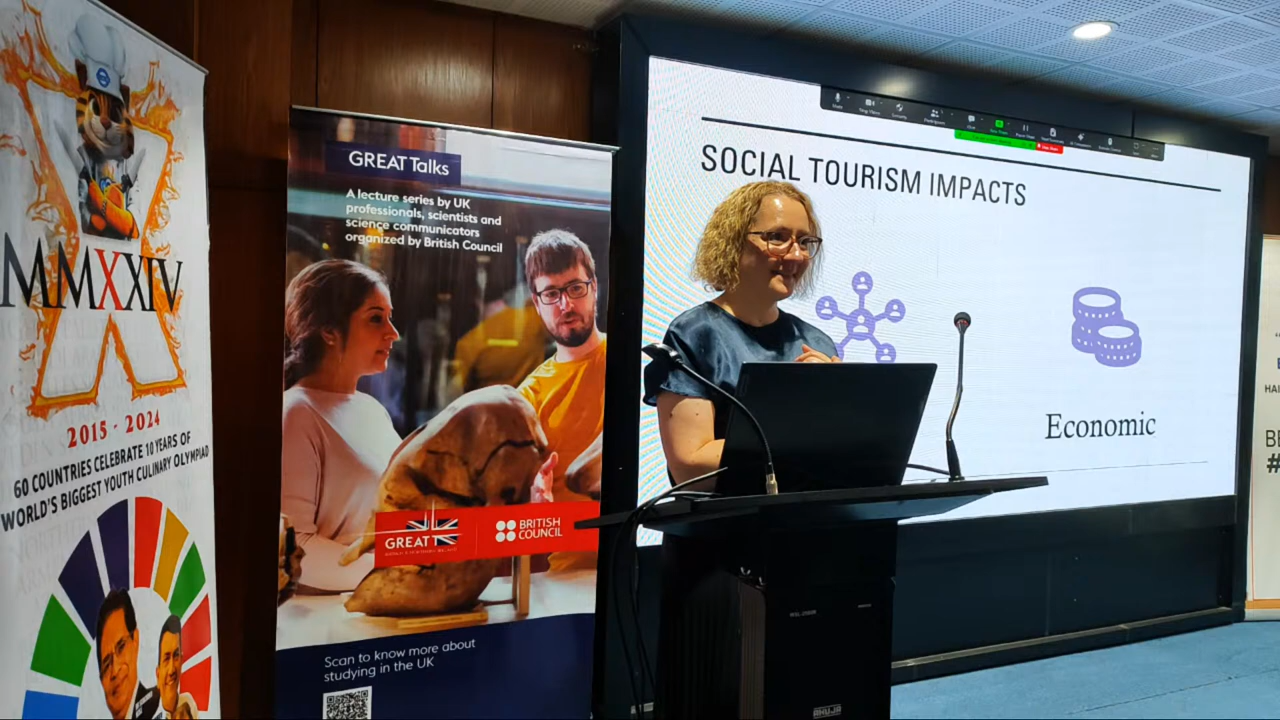 MMXXIV
2015 - 2024
60 COUNTRIES CELEBRATE 10 YEARS OF
WORLD'S BIGGEST YOUTH CULINARY OLYMPIAD
GREAT Talks
A lecture series by UK
professionals, scientists and
science communicators
organized by British Council
GREAT
BRITISH
COUNCIL
Scan to know more about
studying in the UK
SOCIAL TOURISM IMPACTS
Economic
AHUJA